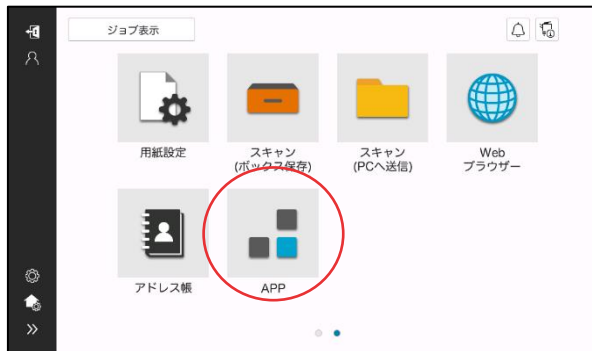 ジョブ表示
用紙設定
スキャン
(ボックス保存)
スキャン
(PCへ送信)
Web
ブラウザー
アドレス帳
APP